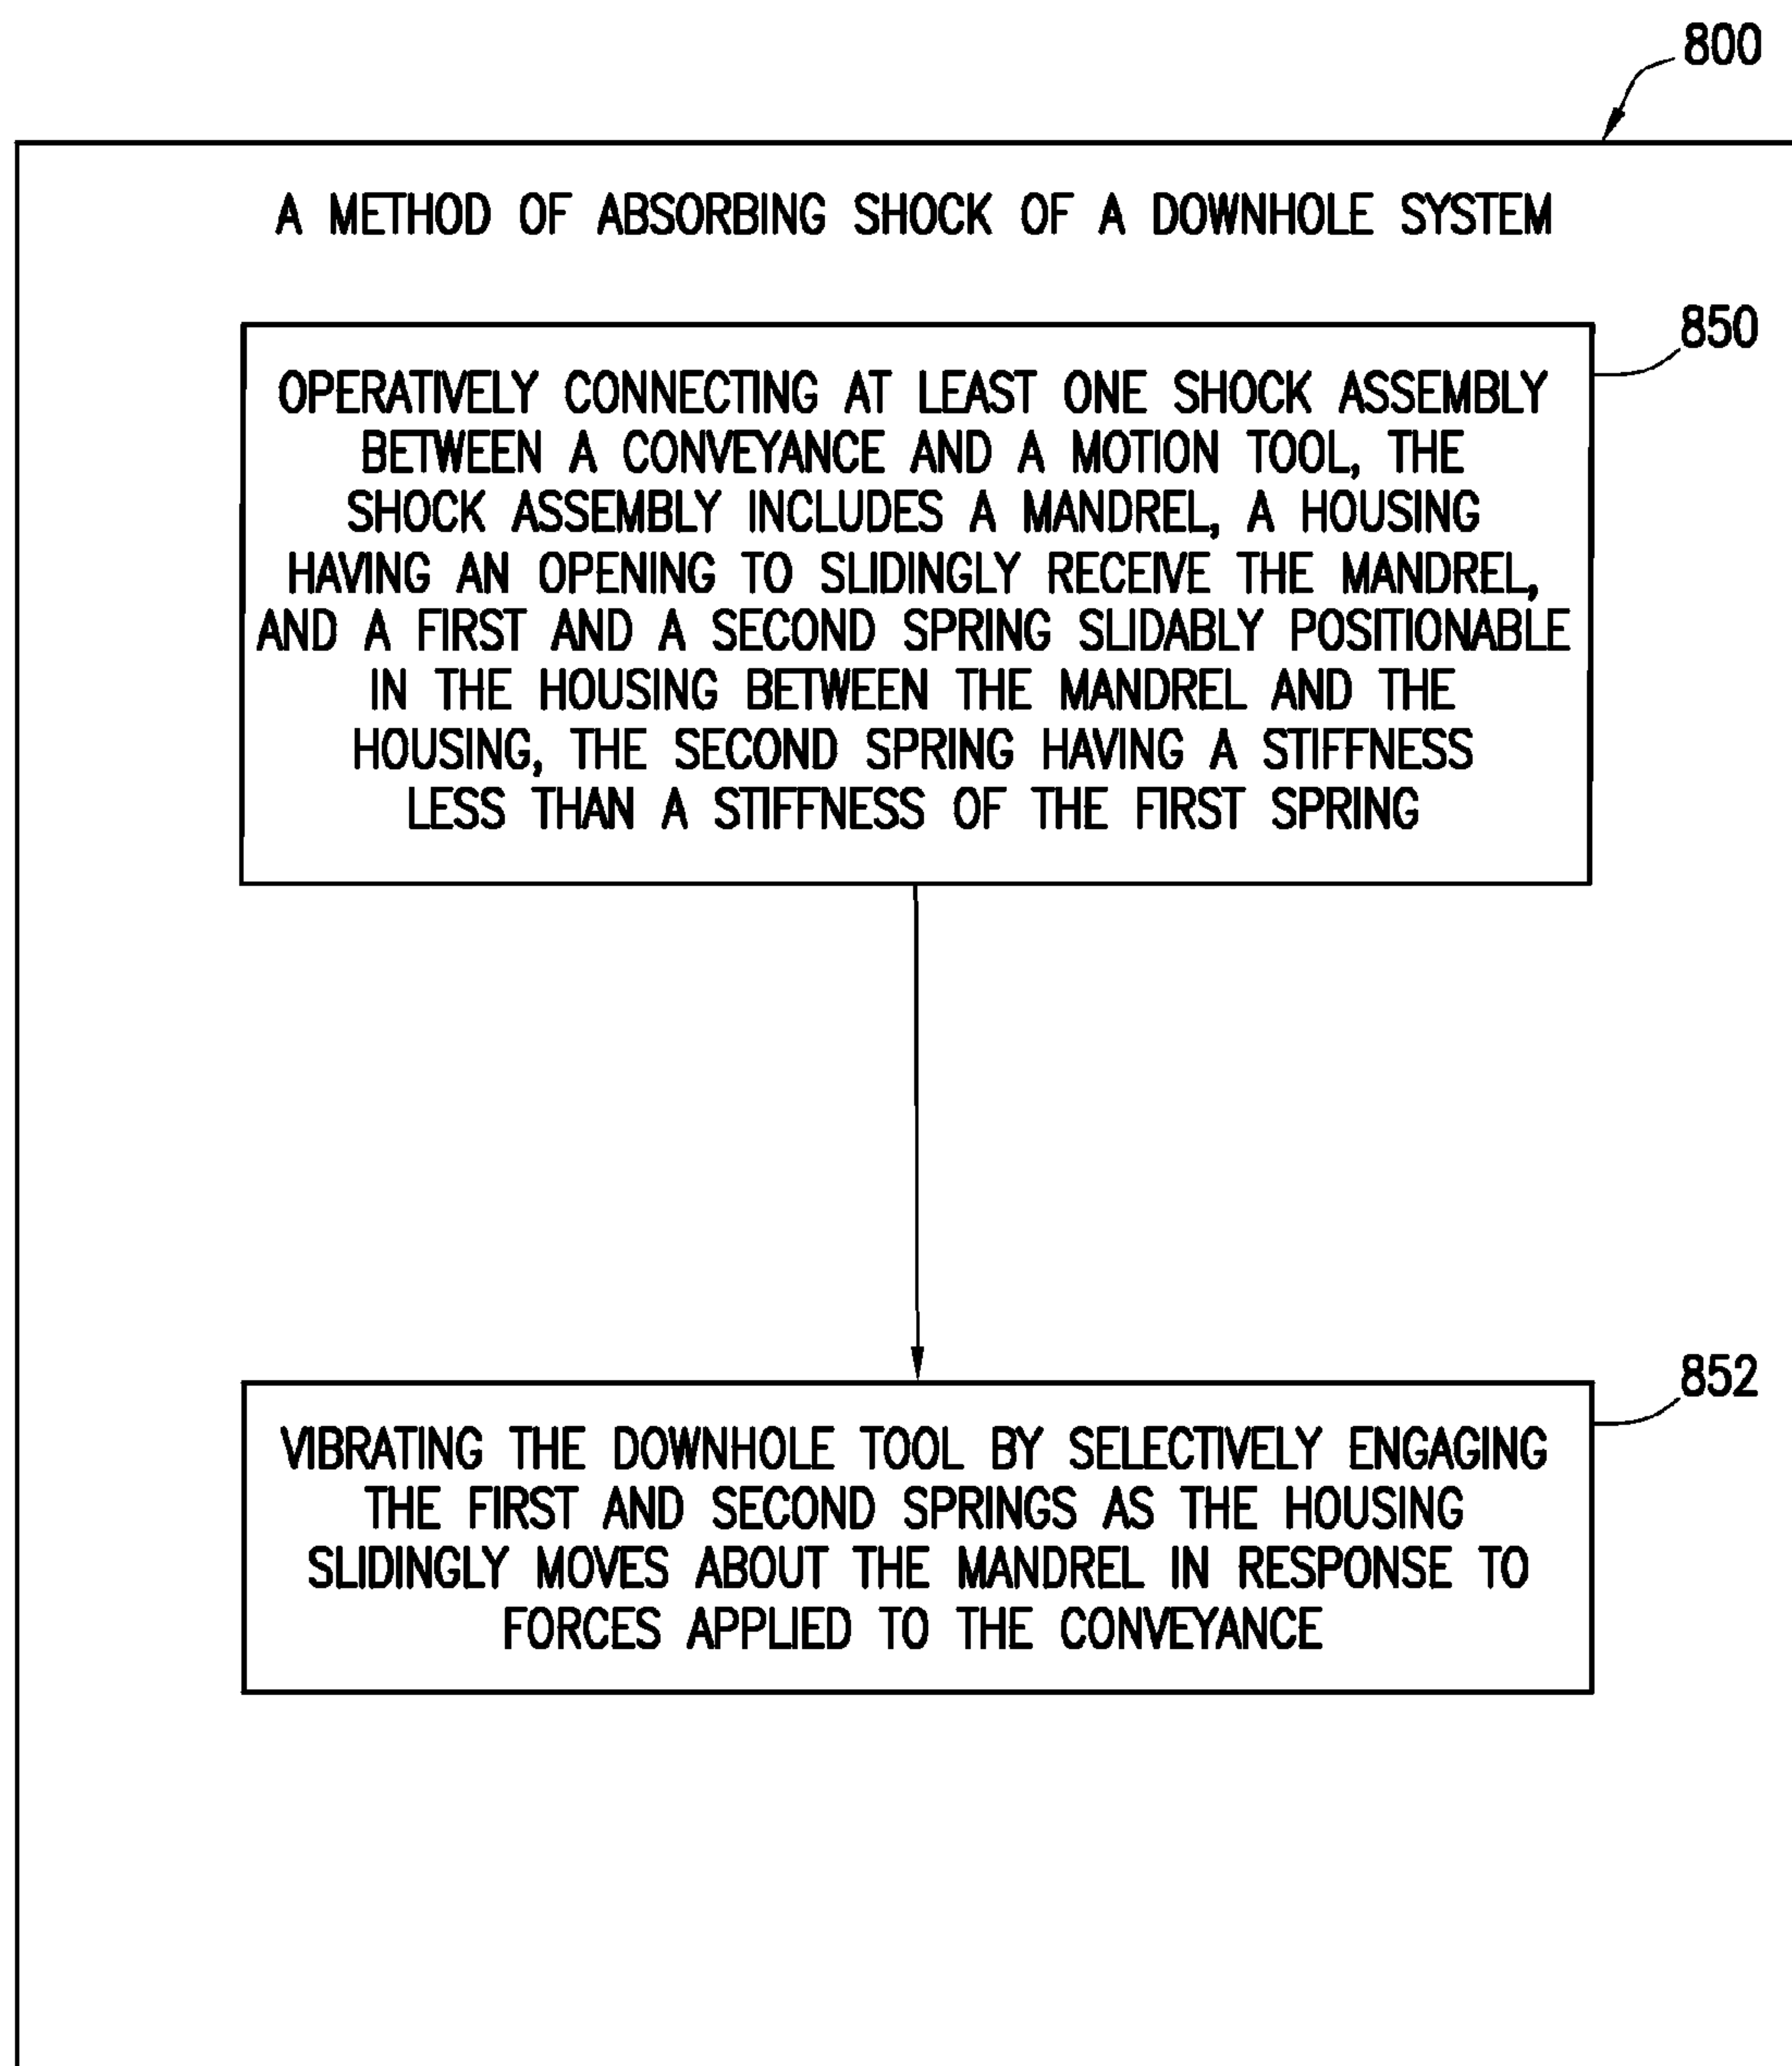 800
A METHOD OF ABSORBING SHOCK OF A DOWNHOLE SYSTEM
850
OPERATIVELY CONNECTING AT LEAST ONE SHOCK ASSEMBLY
BETWEEN A CONVEYANCE AND A MOTION TOOL, THE
SHOCK ASSEMBLY INCLUDES A MANDREL, A HOUSING
HAVING AN OPENING TO SLIDINGLY RECEIVE THE MANDREL,
AND A FIRST AND A SECOND SPRING SLIDABLY POSITIONABLE
IN THE HOUSING BETWEEN THE MANDREL AND THE
HOUSING, THE SECOND SPRING HAVING A STIFFNESS
LESS THAN A STIFFNESS OF THE FIRST SPRING
852
VIBRATING THE DOWNHOLE TOOL BY SELECTIVELY ENGAGING
THE FIRST AND SECOND SPRINGS AS THE HOUSING
SLIDINGLY MOVES ABOUT THE MANDREL IN RESPONSE TO
FORCES APPLIED TO THE CONVEYANCE